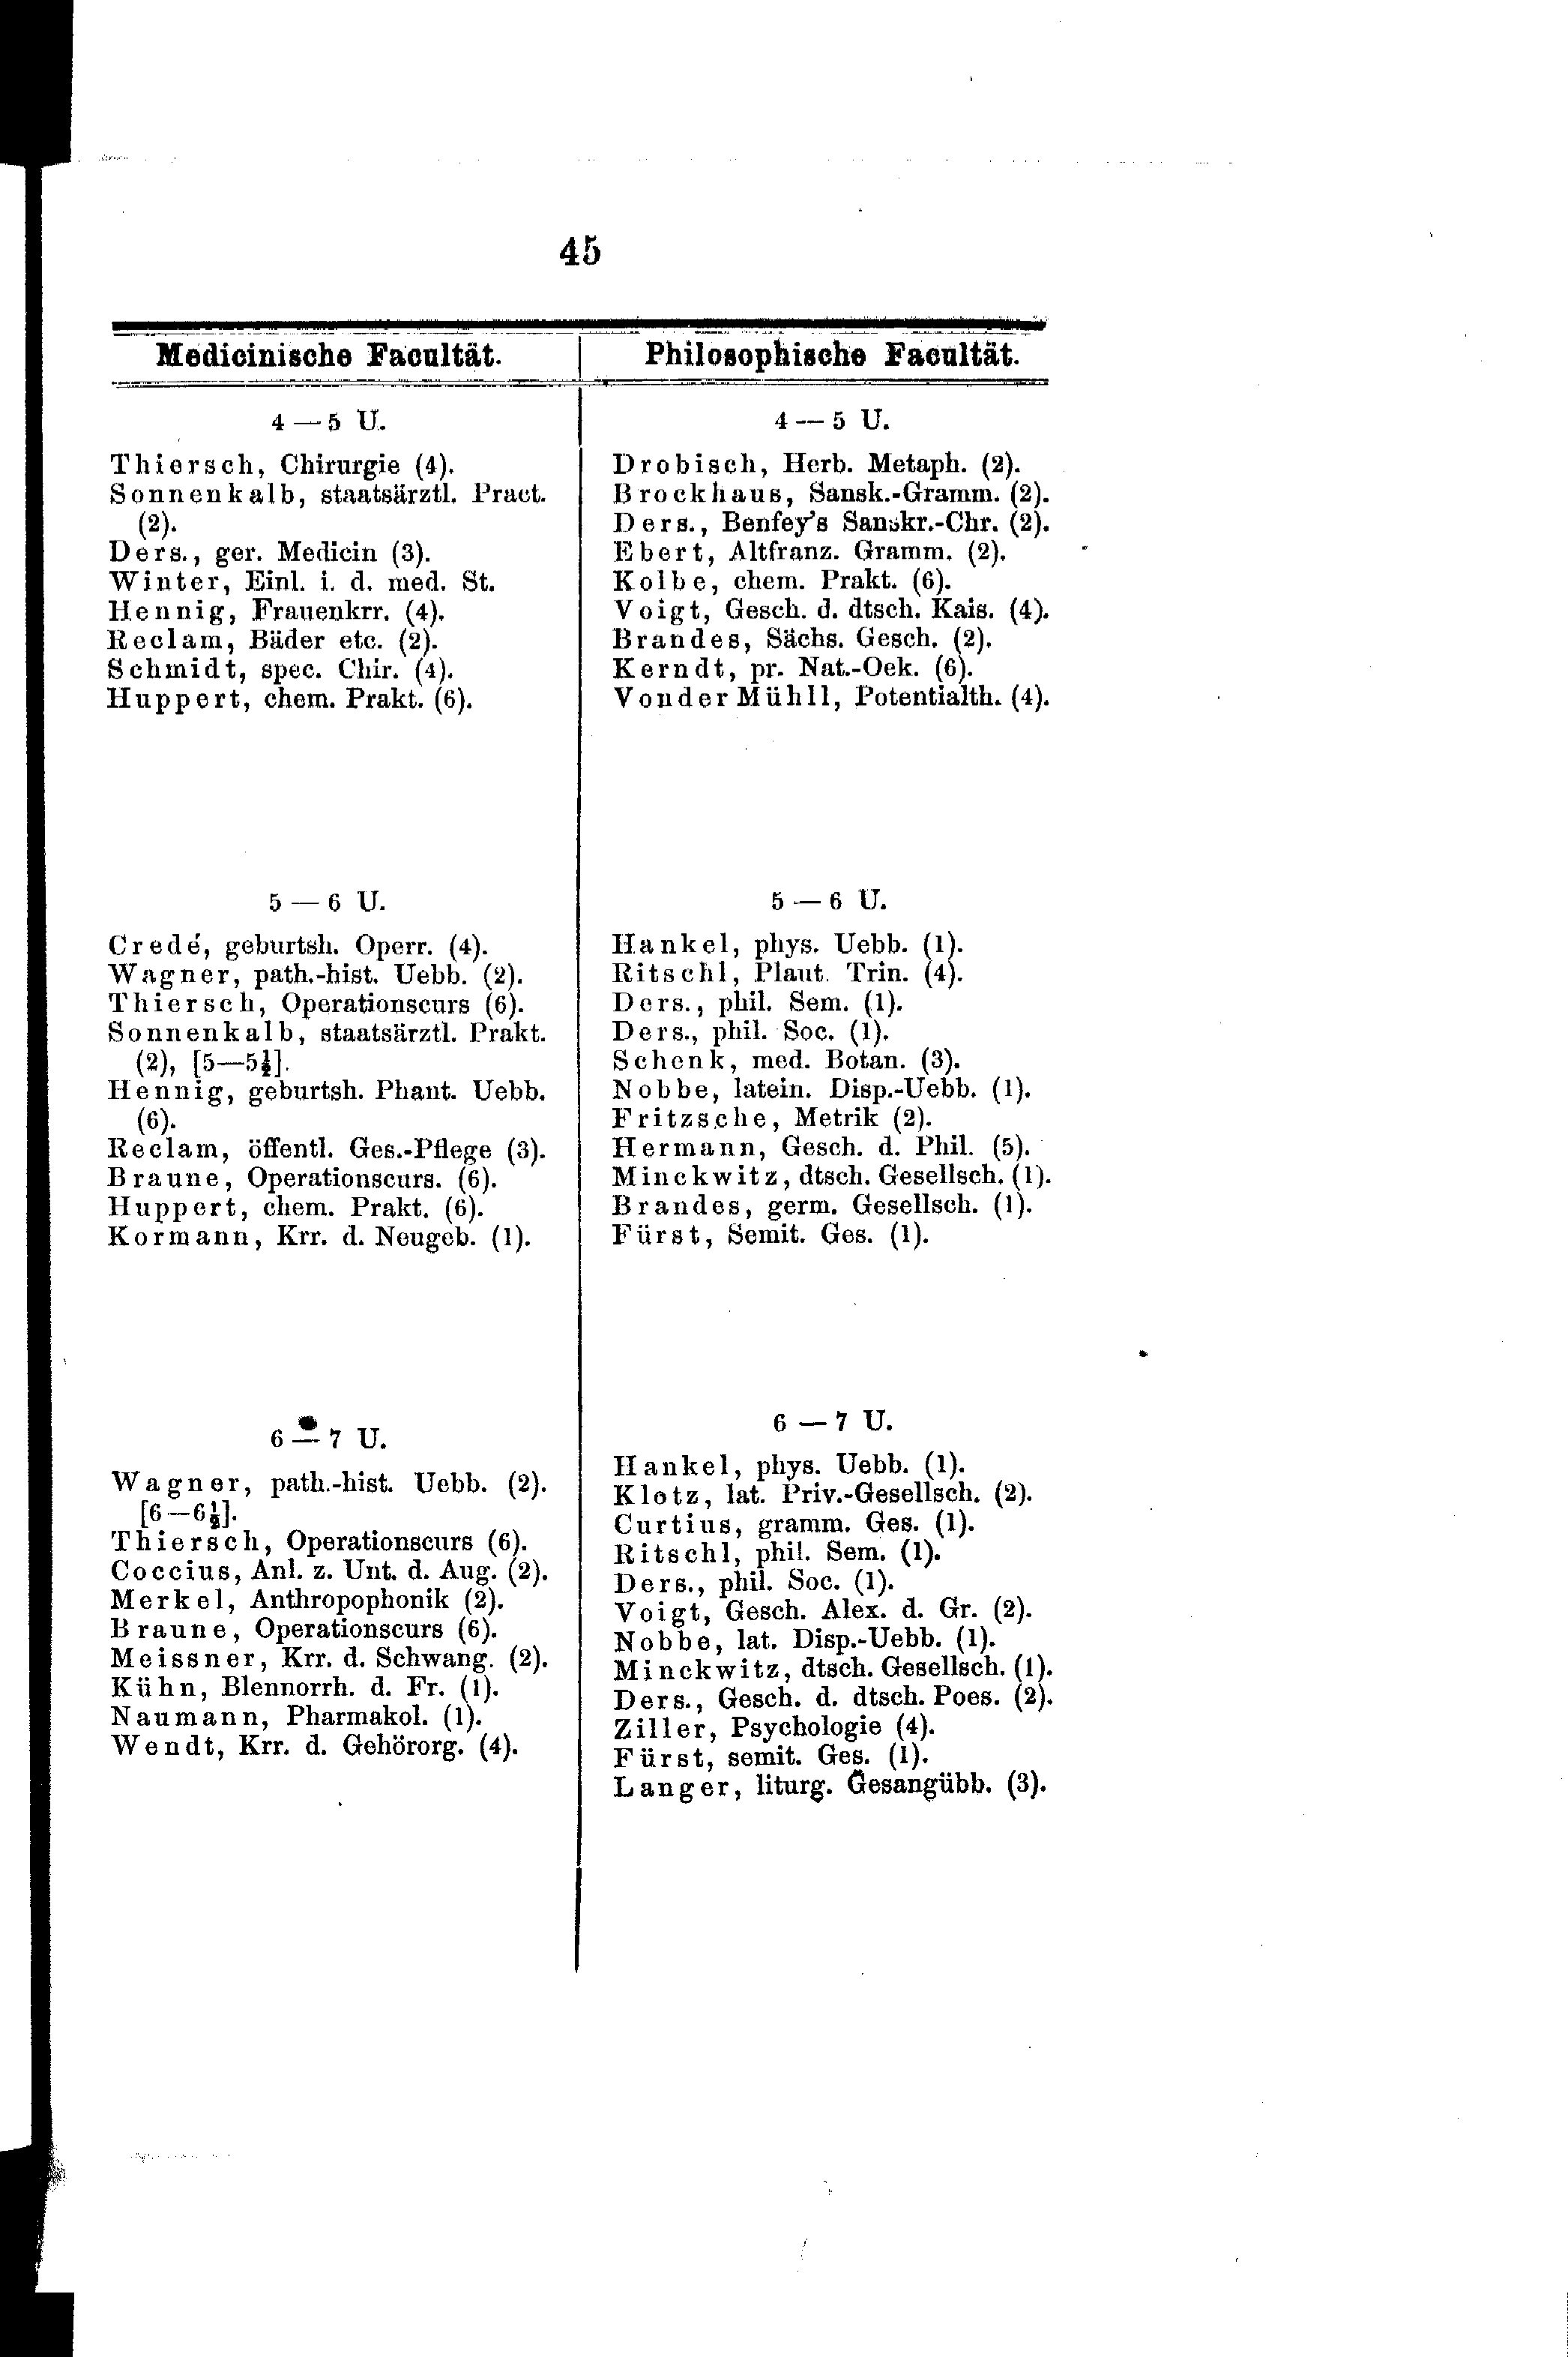 45
Medicinische Facultät.
4 — 5 U.
Thiersch, Chirurgie (4).
Sonnenkalb, staatsärztl. Pract.
(2).
Ders., ger. Medicin (3).
Winter, Einl. i. d. med. St.
Hennig, Frauenkrr. (4).
Reclam, Bäder etc. (2).
Schmidt, spec. Chir. (4).
Huppert, chem. Prakt. (6).
5 — 6 U.
Credé, geburtsh. Operr. (4).
Wagner, path.-hist. Uebb. (2).
Thiersch, Operationscurs (6).
Sonnenkalb, staatsärztl. Prakt.
(2), [5—5½].
Hennig, geburtsh. Phant. Uebb.
(6).
Reclam, öffentl. Ges.-Pflege (3).
Braune, Operationscurs. (6).
Huppert, chem. Prakt. (6).
Kormann, Krr. d. Neugeb. (1).
6 — 7 U.
Wagner, path.-hist. Uebb. (2).
[6—6½].
Thiersch, Operationscurs (6).
Coccius, Anl. z. Unt. d. Aug. (2).
Merkel, Anthropophonik (2).
Braune, Operationscurs (6).
Meissner, Krr. d. Schwang. (2).
Kühn, Blennorrh. d. Fr. (1).
Naumann, Pharmakol. (1).
Wendt, Krr. d. Gehörorg. (4).
Philosophische Facultät.
4 — 5 U.
Drobisch, Herb. Metaph. (2).
Brockhaus, Sansk.-Gramm. (2).
Ders., Benfey's Sanskr.-Chr. (2).
Ebert, Altfranz. Gramm. (2).
Kolbe, chem. Prakt. (6).
Voigt, Gesch. d. dtsch. Kais. (4).
Brandes, Sächs. Gesch. (2).
Kerndt, pr. Nat.-Oek. (6).
Vonder Mühll, Potentialth. (4).
5 — 6 U.
Hankel, phys. Uebb. (1).
Ritschl, Plaut. Trin. (4).
Ders., phil. Sem. (1).
Ders., phil. Soc. (1).
Schenk, med. Botan. (3).
Nobbe, latein. Disp.-Uebb. (1).
Fritzsche, Metrik (2).
Hermann, Gesch. d. Phil. (5).
Minckwitz, dtsch. Gesellsch. (1).
Brandes, germ. Gesellsch. (1).
Fürst, Semit. Ges. (1).
6 — 7 U.
Hankel, phys. Uebb. (1).
Klotz, lat. Priv.-Gesellsch. (2).
Curtius, gramm. Ges. (1).
Ritschl, phil. Sem. (1).
Ders., phil. Soc. (1).
Voigt, Gesch. Alex. d. Gr. (2).
Nobbe, lat. Disp.-Uebb. (1).
Minckwitz, dtsch. Gesellsch. (1).
Ders., Gesch. d. dtsch. Poes. (2).
Ziller, Psychologie (4).
Fürst, semit. Ges. (1).
Langer, liturg. Gesangübb. (3).